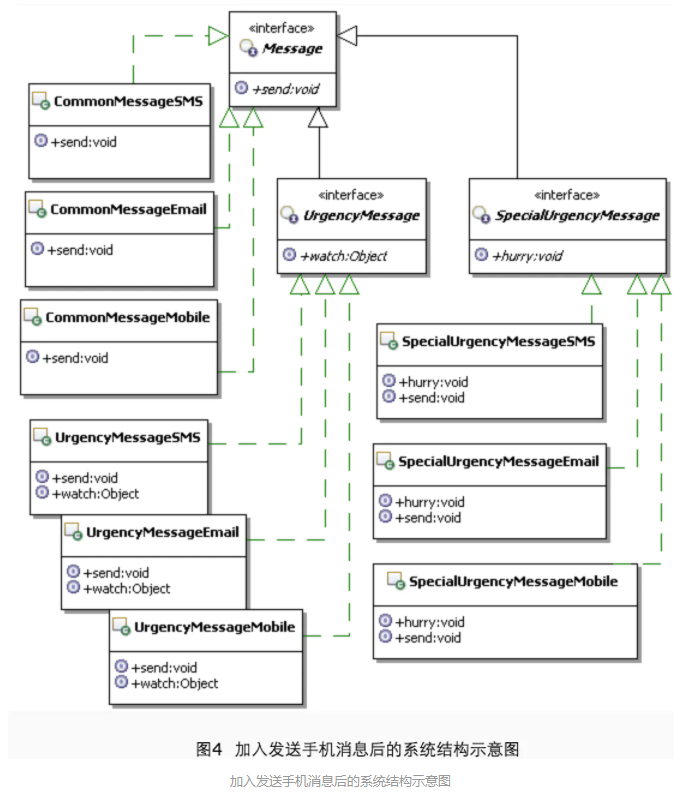 «interface»
Message
+send:void
CommonMessageSMS
+send:void
CommonMessageEmail
+send:void
«interface»
UrgencyMessage
+watch:Object
«interface»
SpecialUrgencyMessage
+hurry:void
CommonMessageMobile
+send:void
SpecialUrgencyMessageSMS
+hurry:void
+send:void
UrgencyMessageSMS
+send:void
+watch:Object
SpecialUrgencyMessageEmail
+hurry:void
+send:void
UrgencyMessageEmail
+send:void
+watch:Object
SpecialUrgencyMessageMobile
+hurry:void
+send:void
UrgencyMessageMobile
+send:void
+watch:Object
图4 加入发送手机消息后的系统结构示意图
加入发送手机消息后的系统结构示意图